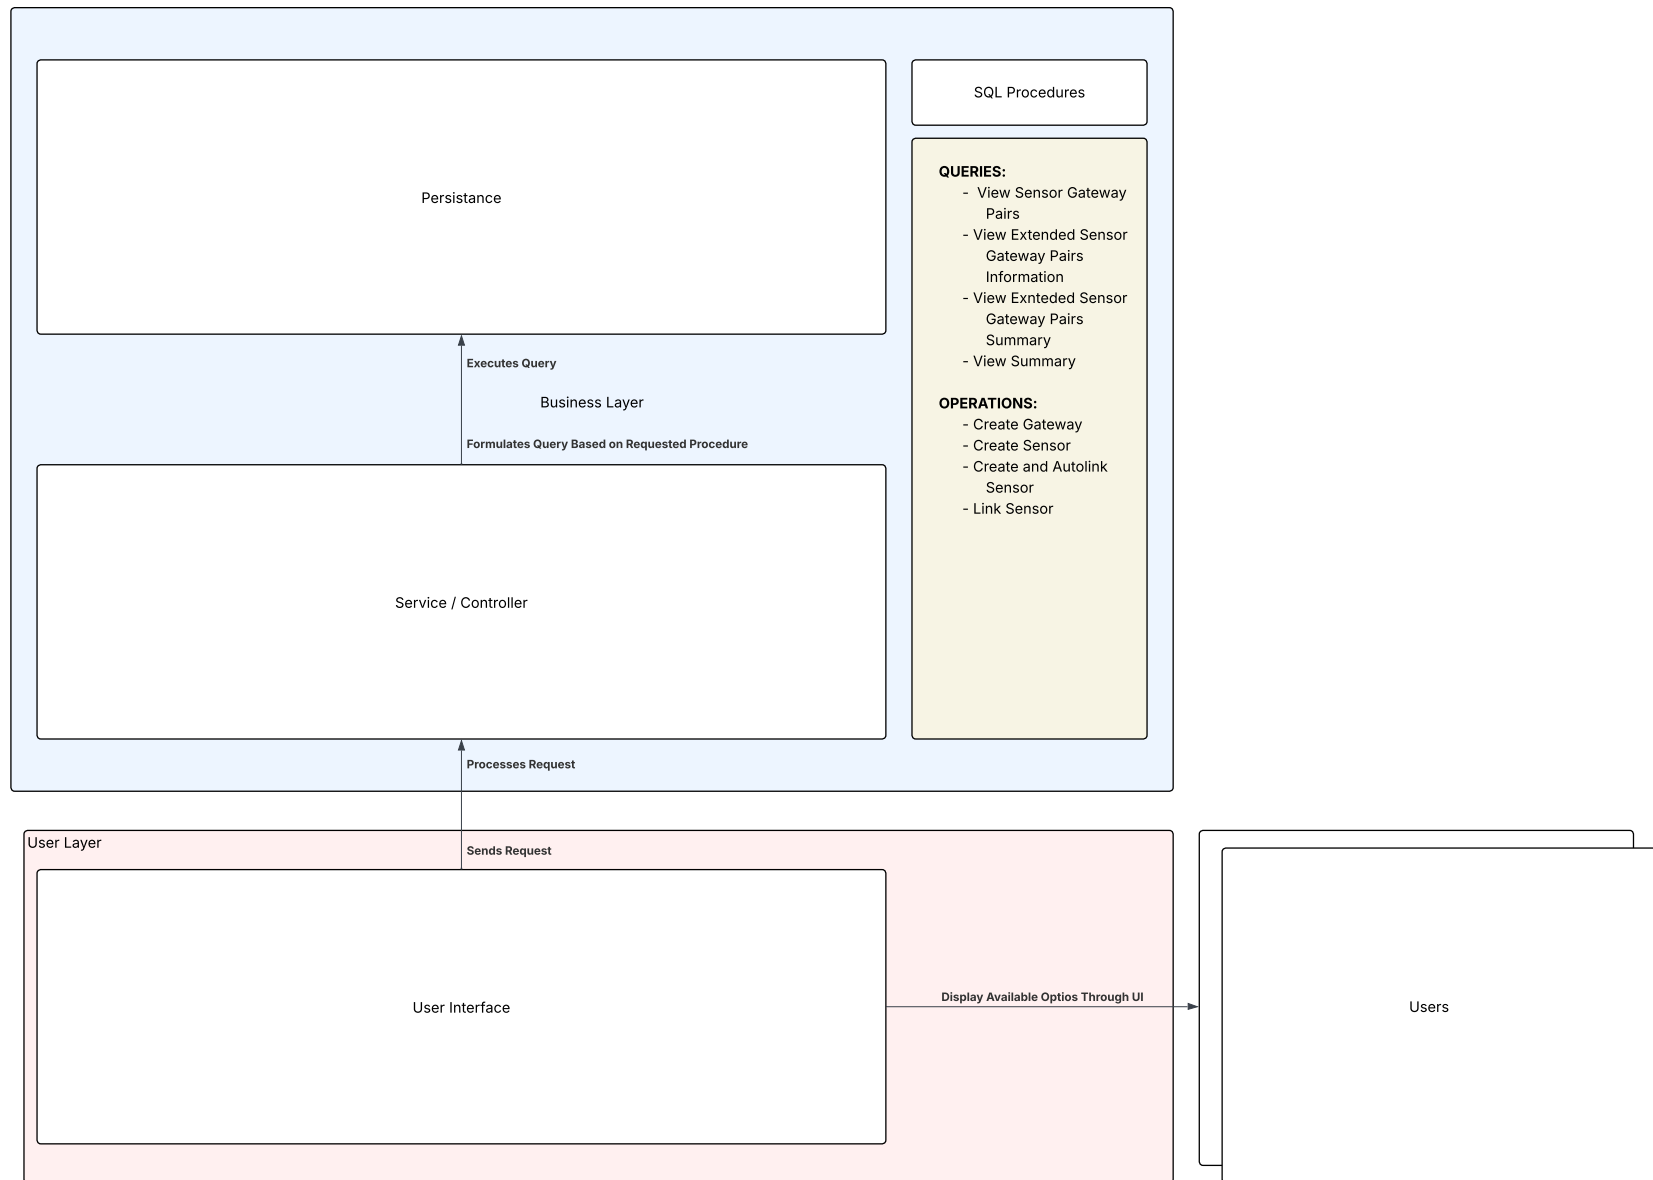 SQL Procedures
Persistance
QUERIES:
-  View Sensor Gateway
Pairs
- View Extended Sensor
Gateway Pairs
Information
- View Exnteded Sensor
Gateway Pairs
Summary
- View Summary
OPERATIONS:
- Create Gateway
- Create Sensor
- Create and Autolink
Sensor
- Link Sensor
Executes Query
Business Layer
Formulates Query Based on Requested Procedure
Service / Controller
Processes Request
User Layer
Sends Request
User Interface
Display Available Optios Through UI
Users